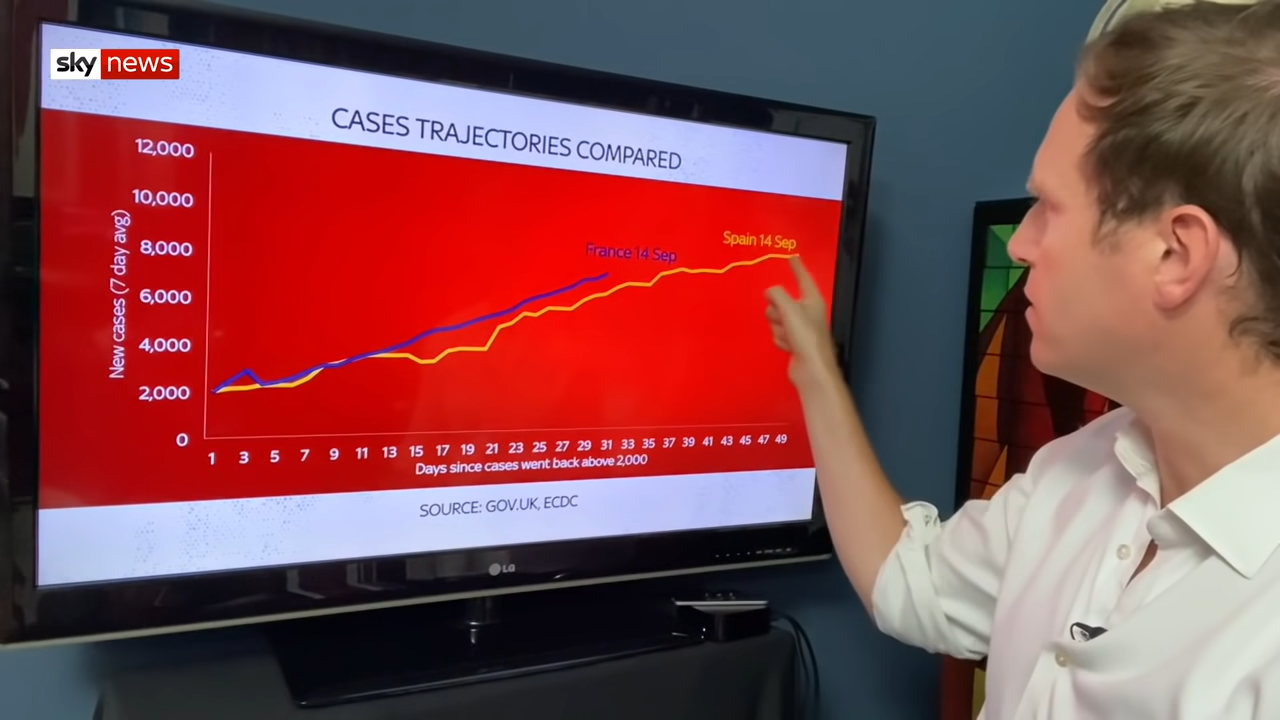 sky news
CASES TRAJECTORIES COMPARED
12,000
10,000
8,000
6,000
4,000
2,000
0
New cases (7 day avg)
France 14 Sep
Spain 14 Sep
1 3 5 7 9 11 13 15 17 19 21 23 25 27 29 31 33 35 37 39 41 43 45 47 49
Days since cases went back above 2,000
SOURCE: GOV.UK, ECDC
LG